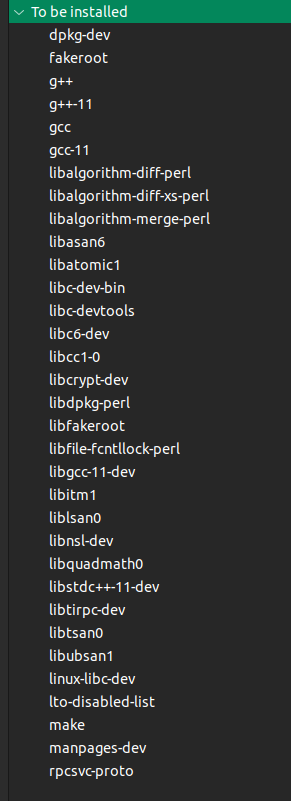 To be installed
dpkg-dev
fakeroot
g++
g++-11
gcc
gcc-11
libalgorithm-diff-perl
libalgorithm-diff-xs-perl
libalgorithm-merge-perl
libasan6
libatomic1
libc-dev-bin
libc-devtools
libc6-dev
libcc1-0
libcrypt-dev
libdpkg-perl
libfakeroot
libfile-fcntllock-perl
libgcc-11-dev
libitm1
liblsan0
libnsl-dev
libquadmath0
libstdc++-11-dev
libtirpc-dev
libtsan0
libubsan1
linux-libc-dev
lto-disabled-list
make
manpages-dev
rpcsvc-proto